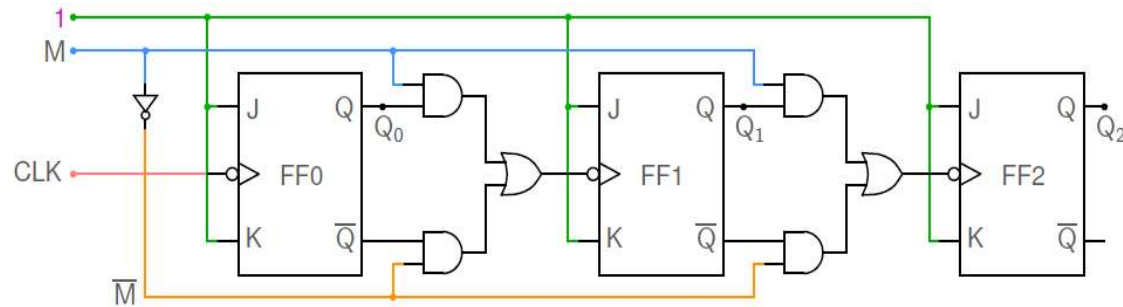 1
M
J Q
Q₀
CLK
FF0
K Q̅
J Q
Q₁
FF1
K Q̅
J Q
Q₂
FF2
K Q̅
M̅